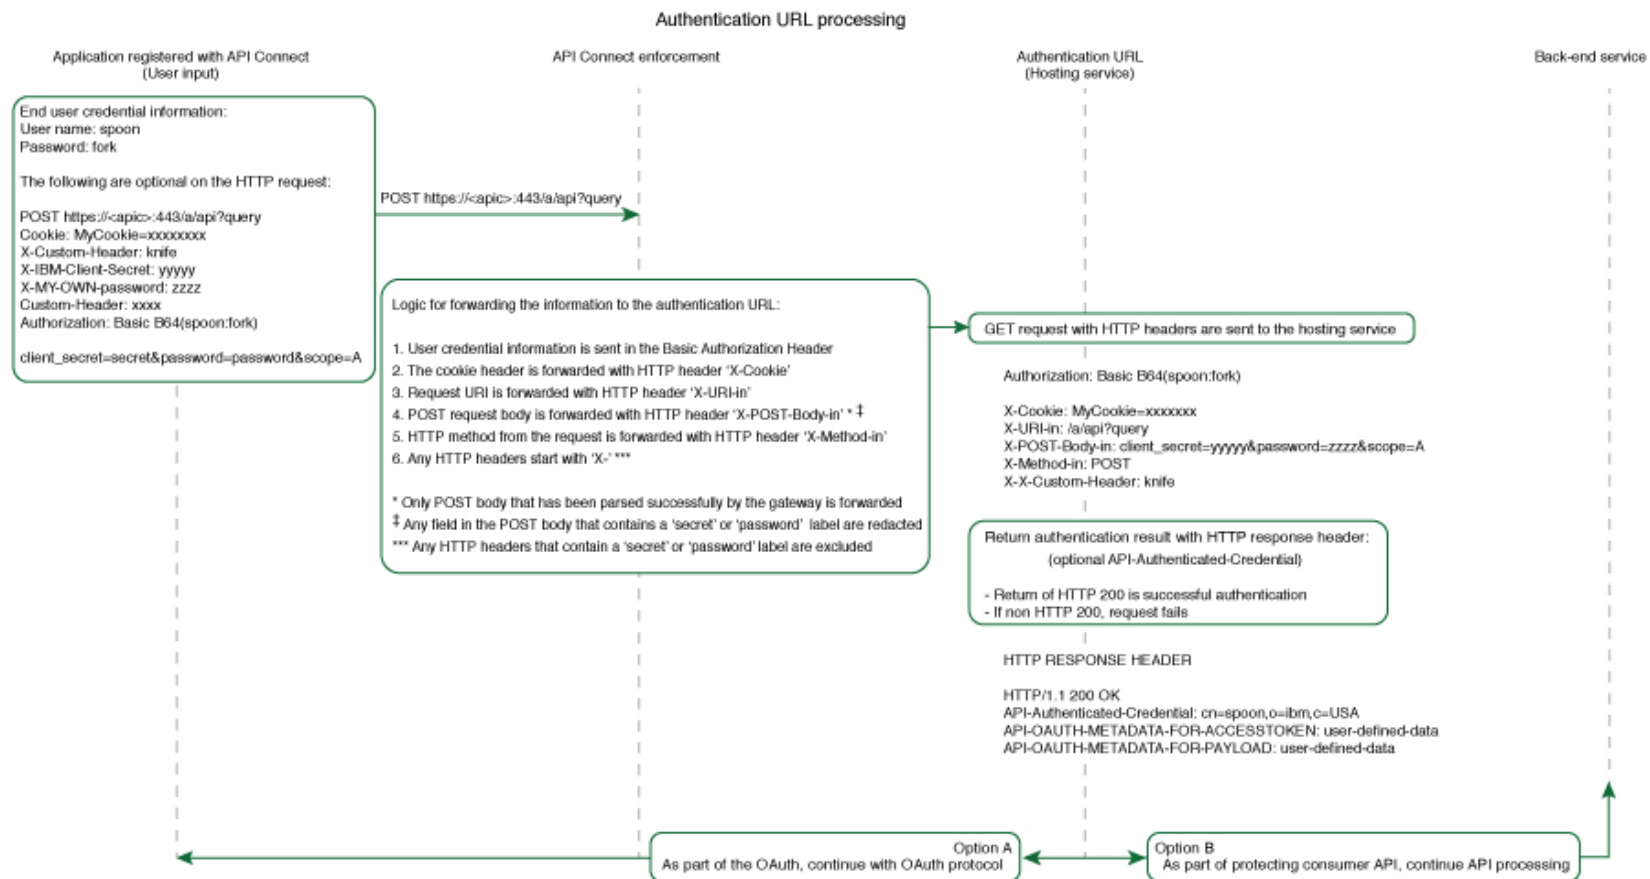 Authentication URL processing
Application registered with API Connect
(User input)
API Connect enforcement
Authentication URL
(Hosting service)
Back-end service
End user credential information:
User name: spoon
Password: fork
The following are optional on the HTTP request:
POST https://<apic>:443/a/api?query
Cookie: MyCookie=xxxxxxxx
X-Custom-Header: knife
X-IBM-Client-Secret: yyyyy
X-MY-OWN-password: zzzz
Custom-Header: xxxx
Authorization: Basic B64(spoon:fork)
client_secret=secret&password=password&scope=A
POST https://<apic>:443/a/api?query
Logic for forwarding the information to the authentication URL:
1. User credential information is sent in the Basic Authorization Header
2. The cookie header is forwarded with HTTP header ‘X-Cookie’
3. Request URI is forwarded with HTTP header ‘X-URI-in’
4. POST request body is forwarded with HTTP header ‘X-POST-Body-in’ * ‡
5. HTTP method from the request is forwarded with HTTP header ‘X-Method-in’
6. Any HTTP headers start with ‘X-’ ***
* Only POST body that has been parsed successfully by the gateway is forwarded
‡ Any field in the POST body that contains a ‘secret’ or ‘password’ label are redacted
*** Any HTTP headers that contain a ‘secret’ or ‘password’ label are excluded
GET request with HTTP headers are sent to the hosting service
Authorization: Basic B64(spoon:fork)
X-Cookie: MyCookie=xxxxxxx
X-URI-in: /a/api?query
X-POST-Body-in: client_secret=yyyyy&password=zzzz&scope=A
X-Method-in: POST
X-X-Custom-Header: knife
Return authentication result with HTTP response header:
(optional API-Authenticated-Credential)
- Return of HTTP 200 is successful authentication
- If non HTTP 200, request fails
HTTP RESPONSE HEADER
HTTP/1.1 200 OK
API-Authenticated-Credential: cn=spoon,o=ibm,c=USA
API-OAUTH-METADATA-FOR-ACCESSTOKEN: user-defined-data
API-OAUTH-METADATA-FOR-PAYLOAD: user-defined-data
Option A
As part of the OAuth, continue with OAuth protocol
Option B
As part of protecting consumer API, continue API processing